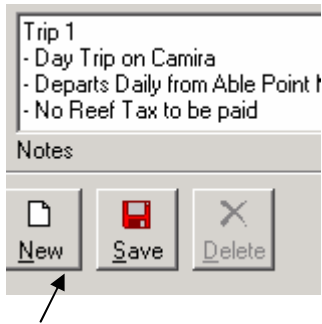 Trip 1
- Day Trip on Camira
- Departs Daily from Able Point
- No Reef Tax to be paid
Notes
New Save Delete